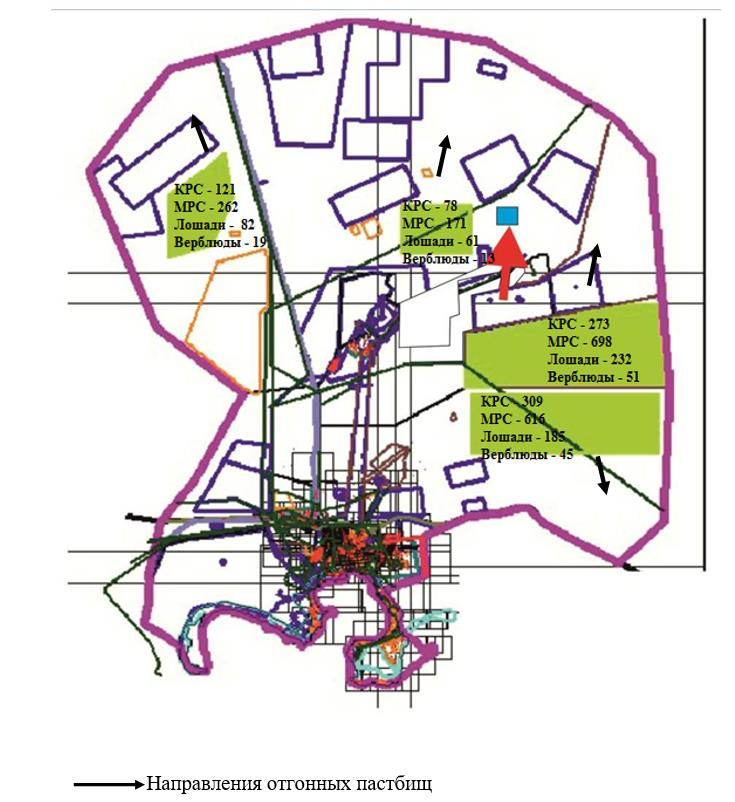 КРС - 121
МРС - 262
Лошади - 82
Верблюды - 19
КРС - 78
МРС - 171
Лошади - 61
Верблюды - 13
КРС - 273
МРС - 698
Лошади - 232
Верблюды - 51
КРС - 309
МРС - 616
Лошади - 185
Верблюды - 45
Направления отгонных пастбищ